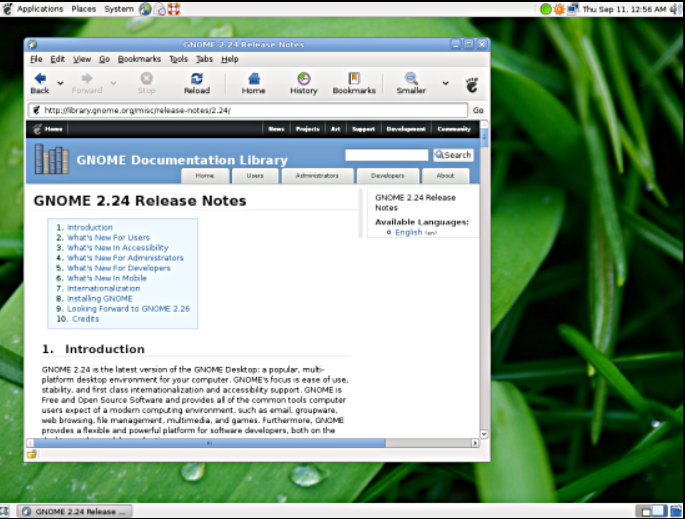 Applications Places System Thu Sep 11, 12:56 AM
GNOME 2.24 Release Notes
File Edit View Go Bookmarks Tools Tabs Help
Back Forward Stop Reload Home History Bookmarks Smaller
http://library.gnome.org/misc/release-notes/2.24/ Go
Home News Projects Art Support Development Community
GNOME Documentation Library Search
Home Users Administrators Developers About
GNOME 2.24 Release Notes
1. Introduction
2. What's New For Users
3. What's New In Accessibility
4. What's New For Administrators
5. What's New For Developers
6. What's New In Mobile
7. Internationalization
8. Installing GNOME
9. Looking Forward to GNOME 2.26
10. Credits
GNOME 2.24 Release
Notes
Available Languages:
English (en)
1. Introduction
GNOME 2.24 is the latest version of the GNOME Desktop: a popular, multi-
platform desktop environment for your computer. GNOME's focus is ease of use,
stability, and first class internationalization and accessibility support. GNOME is
Free and Open Source Software and provides all of the common tools computer
users expect of a modern computing environment, such as email, groupware,
web browsing, file management, multimedia, and games. Furthermore, GNOME
provides a flexible and powerful platform for software developers, both on the
GNOME 2.24 Release ...